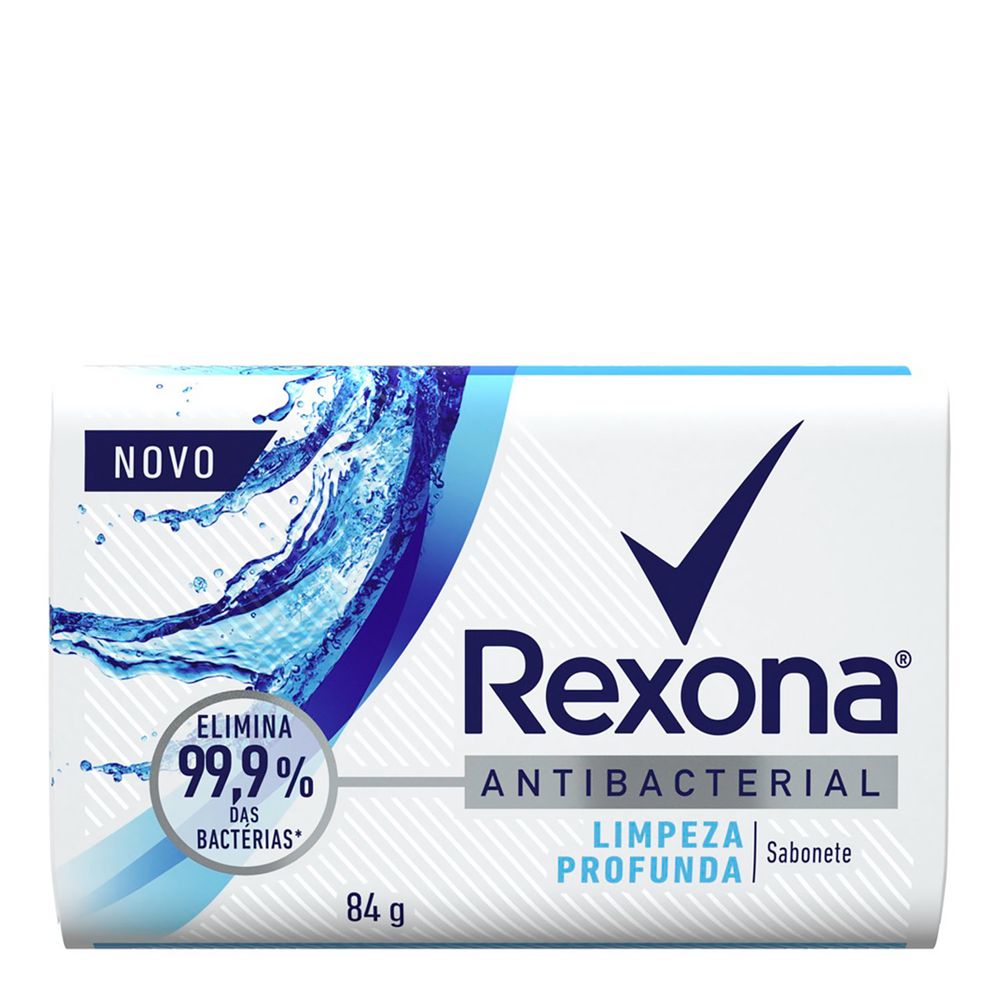 NOVO
Rexona®
ANTIBACTERIAL
LIMPEZA
PROFUNDA
Sabonete
ELIMINA
99,9%
DAS
BACTÉRIAS*
84 g